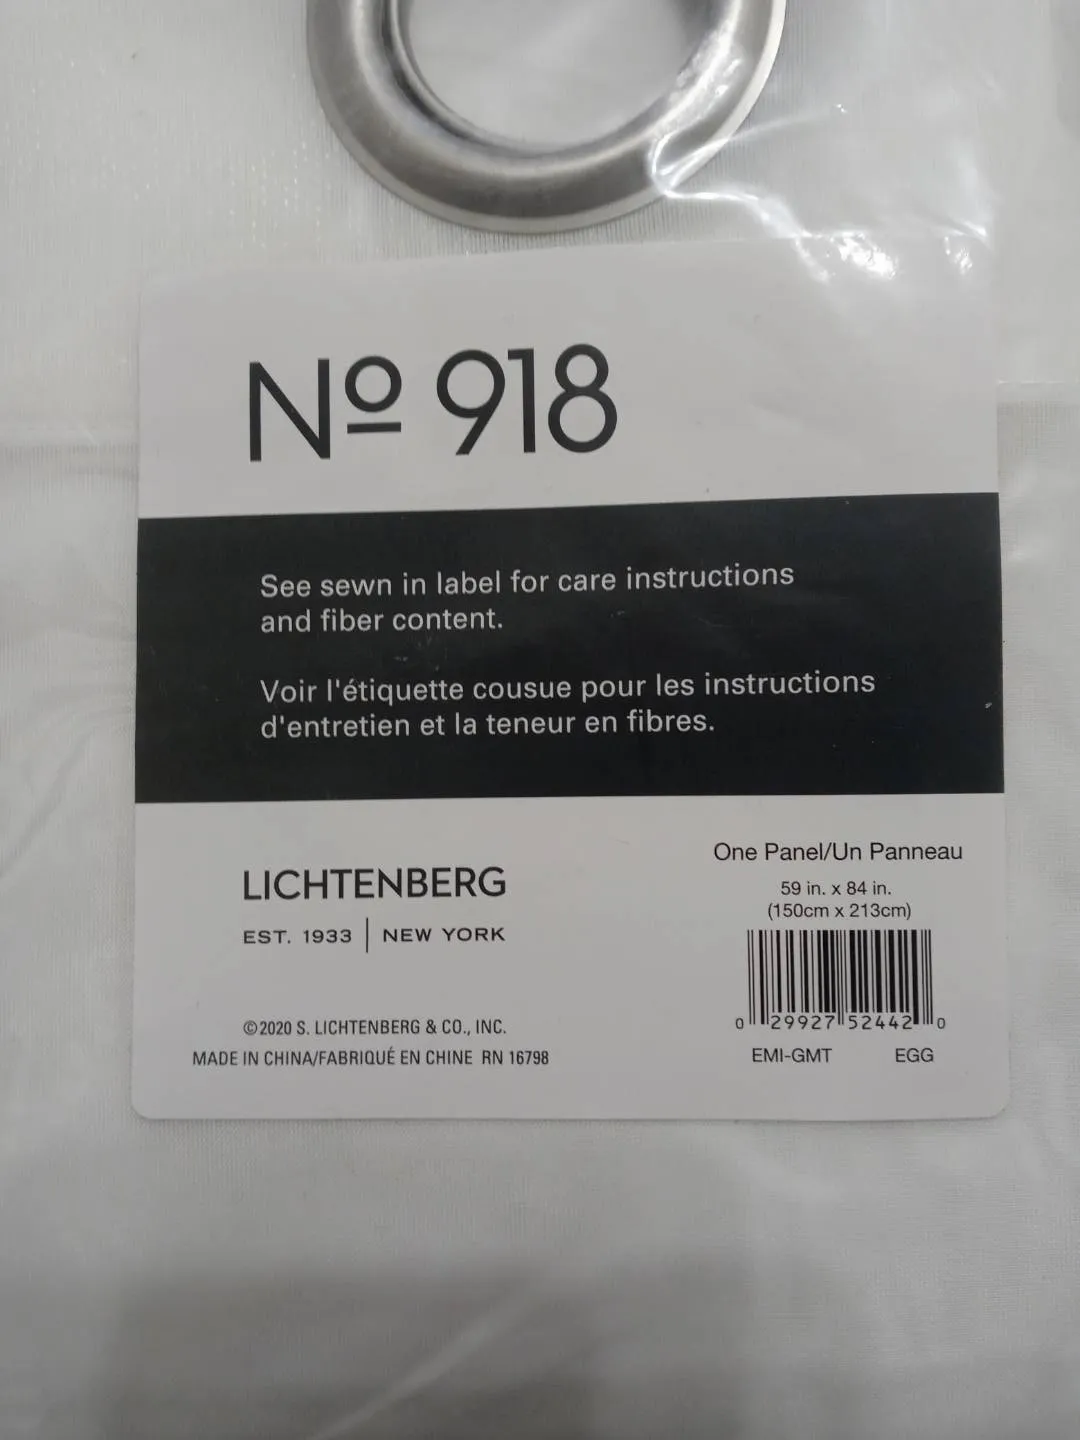 Nº 918
See sewn in label for care instructions
and fiber content.
Voir l'étiquette cousue pour les instructions
d'entretien et la teneur en fibres.
LICHTENBERG
EST. 1933 | NEW YORK
©2020 S. LICHTENBERG & CO., INC.
MADE IN CHINA/FABRIQUÉ EN CHINE RN 16798
One Panel/Un Panneau
59 in. x 84 in.
(150cm x 213cm)
0 29927 52442 0
EMI-GMT EGG